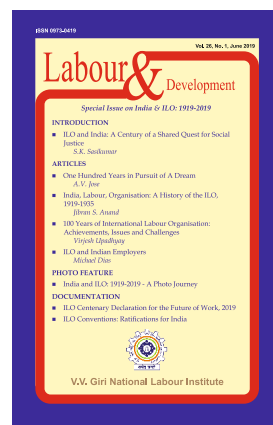 ISSN 0973-0419
Vol. 26, No. 1, June 2019
Labour & Development
Special Issue on India & ILO: 1919-2019
INTRODUCTION
■ ILO and India: A Century of a Shared Quest for Social
Justice
S.K. Sasikumar
ARTICLES
■ One Hundred Years in Pursuit of A Dream
A.V. Jose
■ India, Labour, Organisation: A History of the ILO,
1919-1935
Jibran S. Anand
■ 100 Years of International Labour Organisation:
Achievements, Issues and Challenges
Virjesh Upadhyay
■ ILO and Indian Employers
Michael Dias
PHOTO FEATURE
■ India and ILO: 1919-2019 - A Photo Journey
DOCUMENTATION
■ ILO Centenary Declaration for the Future of Work, 2019
■ ILO Conventions: Ratifications for India
V.V. Giri National Labour Institute